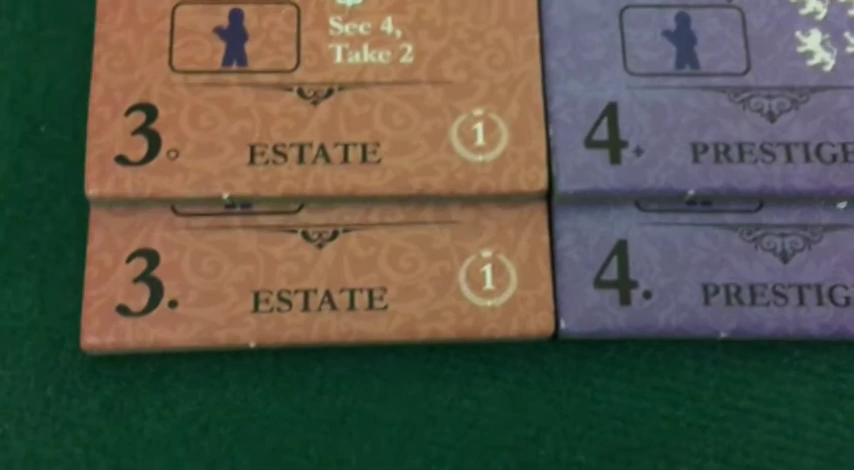 See 4,
Take 2
3 ESTATE 1
4 PRESTIGE
3. ESTATE 1
4. PRESTIG